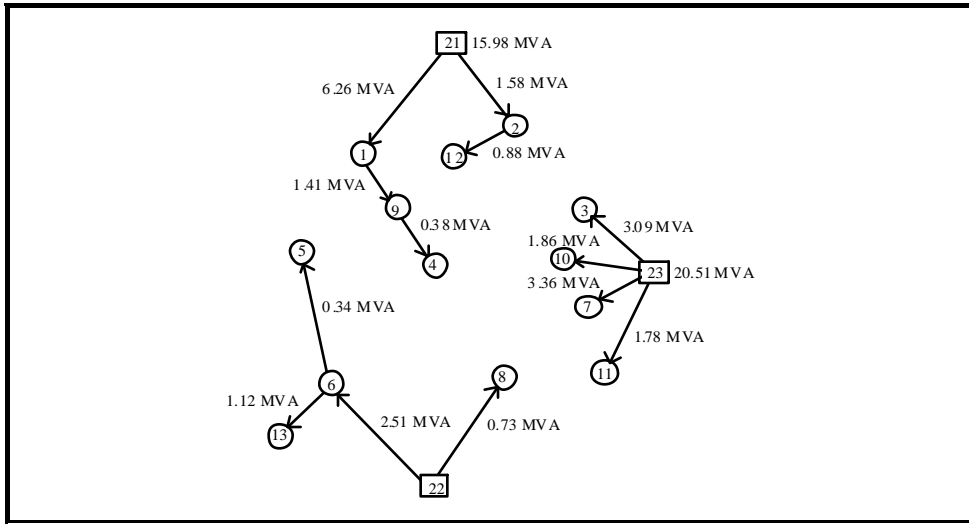 21 15.98 MVA
6.26 MVA
1.58 MVA
2
1
12
0.88 MVA
1.41 MVA
9
3
0.38 MVA
3.09 MVA
5
1.86 MVA
4
10
23 20.51 MVA
3.36 MVA
0.34 MVA
7
1.78 MVA
11
8
6
1.12 MVA
2.51 MVA
0.73 MVA
13
22